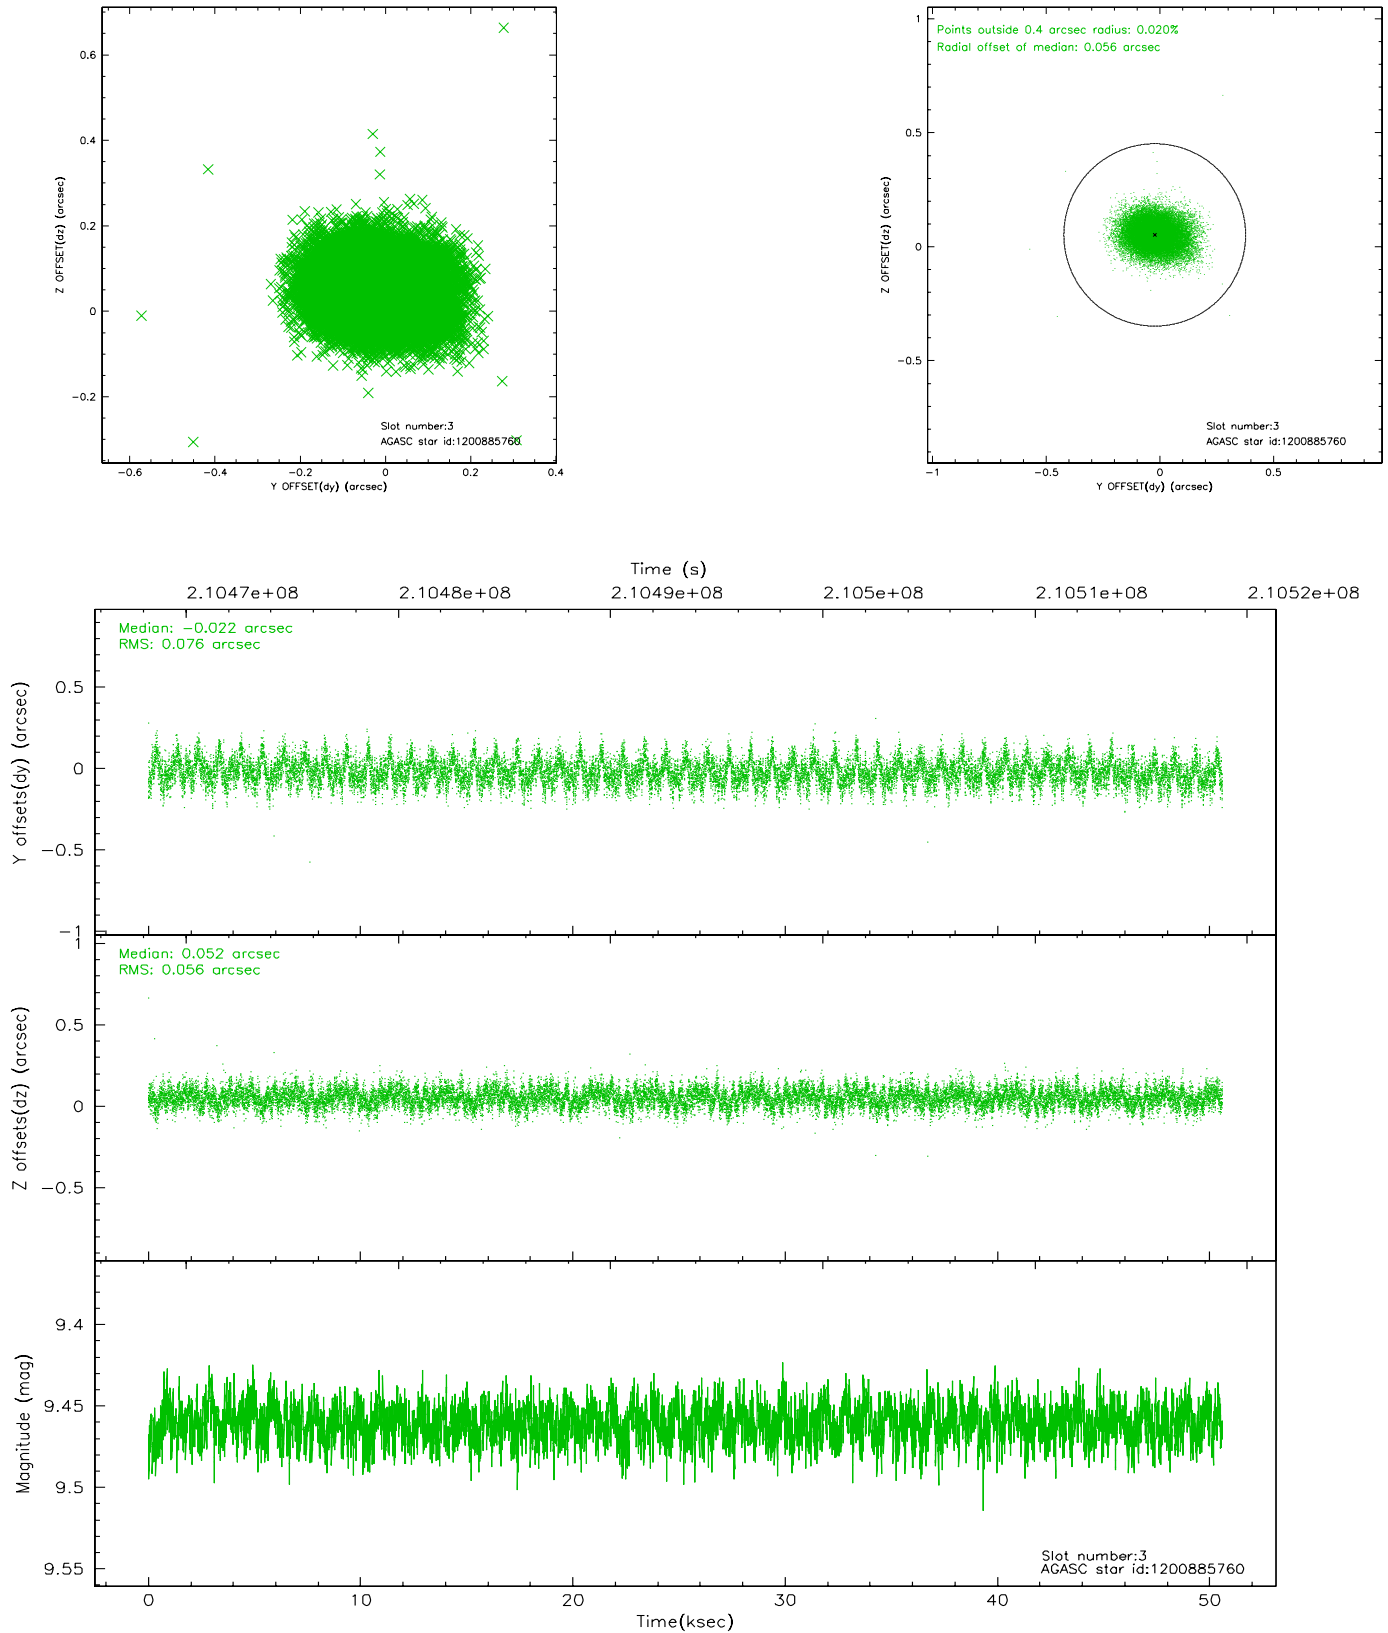 0.6
0.4
0.2
0
−0.2
Z OFFSET(dz) (arcsec)
Slot number:3
AGASC star id:1200885760
−0.6 −0.4 −0.2 0 0.2 0.4
Y OFFSET(dy) (arcsec)
Points outside 0.4 arcsec radius: 0.020%
Radial offset of median: 0.056 arcsec
1
0.5
0
−0.5
Z OFFSET(dz) (arcsec)
Slot number:3
AGASC star id:1200885760
−1 −0.5 0 0.5
Y OFFSET(dy) (arcsec)
Time (s)
2.1047e+08 2.1048e+08 2.1049e+08 2.105e+08 2.1051e+08 2.1052e+08
Median: −0.022 arcsec
RMS: 0.076 arcsec
0.5
0
−0.5
−1
Y offsets(dy) (arcsec)
Median: 0.052 arcsec
RMS: 0.056 arcsec
1
0.5
0
−0.5
Z offsets(dz) (arcsec)
9.4
9.45
9.5
9.55
Magnitude (mag)
Slot number:3
AGASC star id:1200885760
0 10 20 30 40 50
Time(ksec)